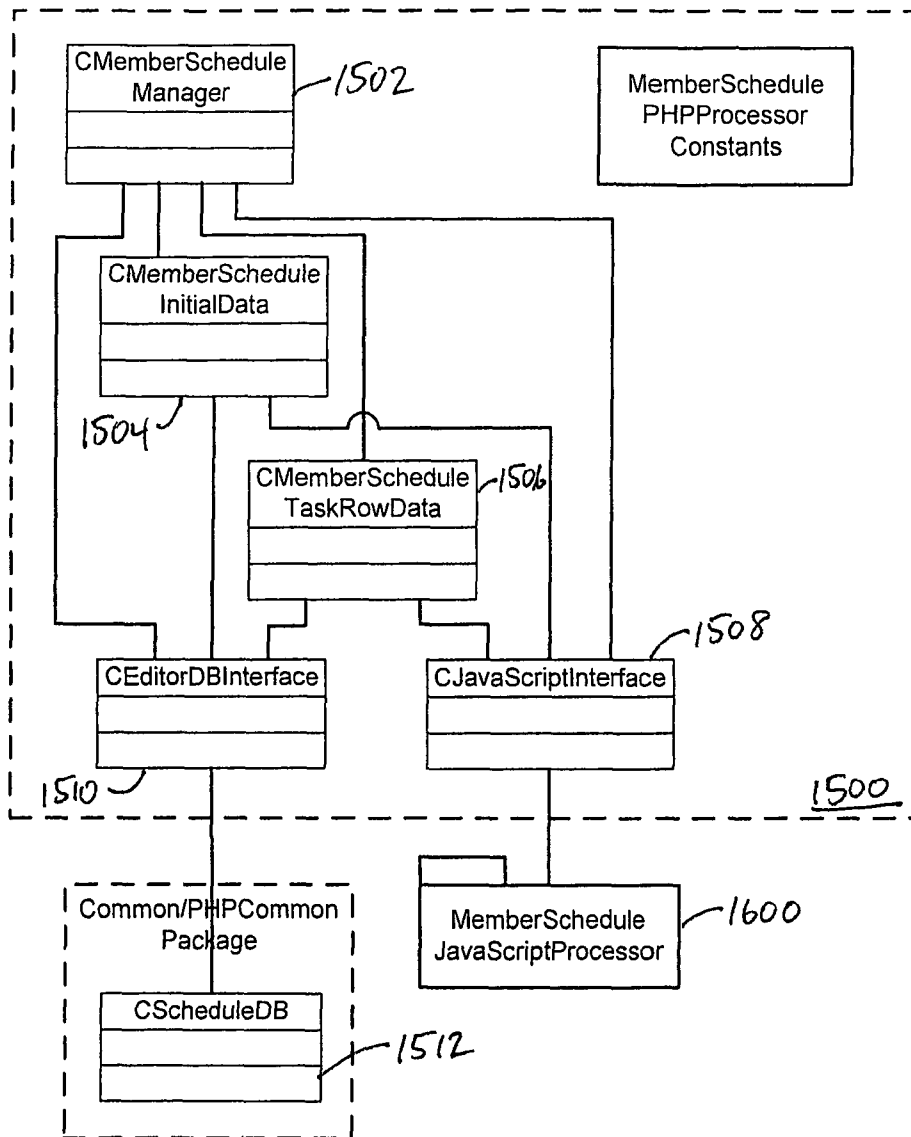 CMemberSchedule
Manager
1502
MemberSchedule
PHPProcessor
Constants
CMemberSchedule
InitialData
1504
CMemberSchedule
TaskRowData
1506
CEditorDBInterface
1510
CJavaScriptInterface
1508
1500
Common/PHPCommon
Package
CScheduleDB
1512
MemberSchedule
JavaScriptProcessor
1600